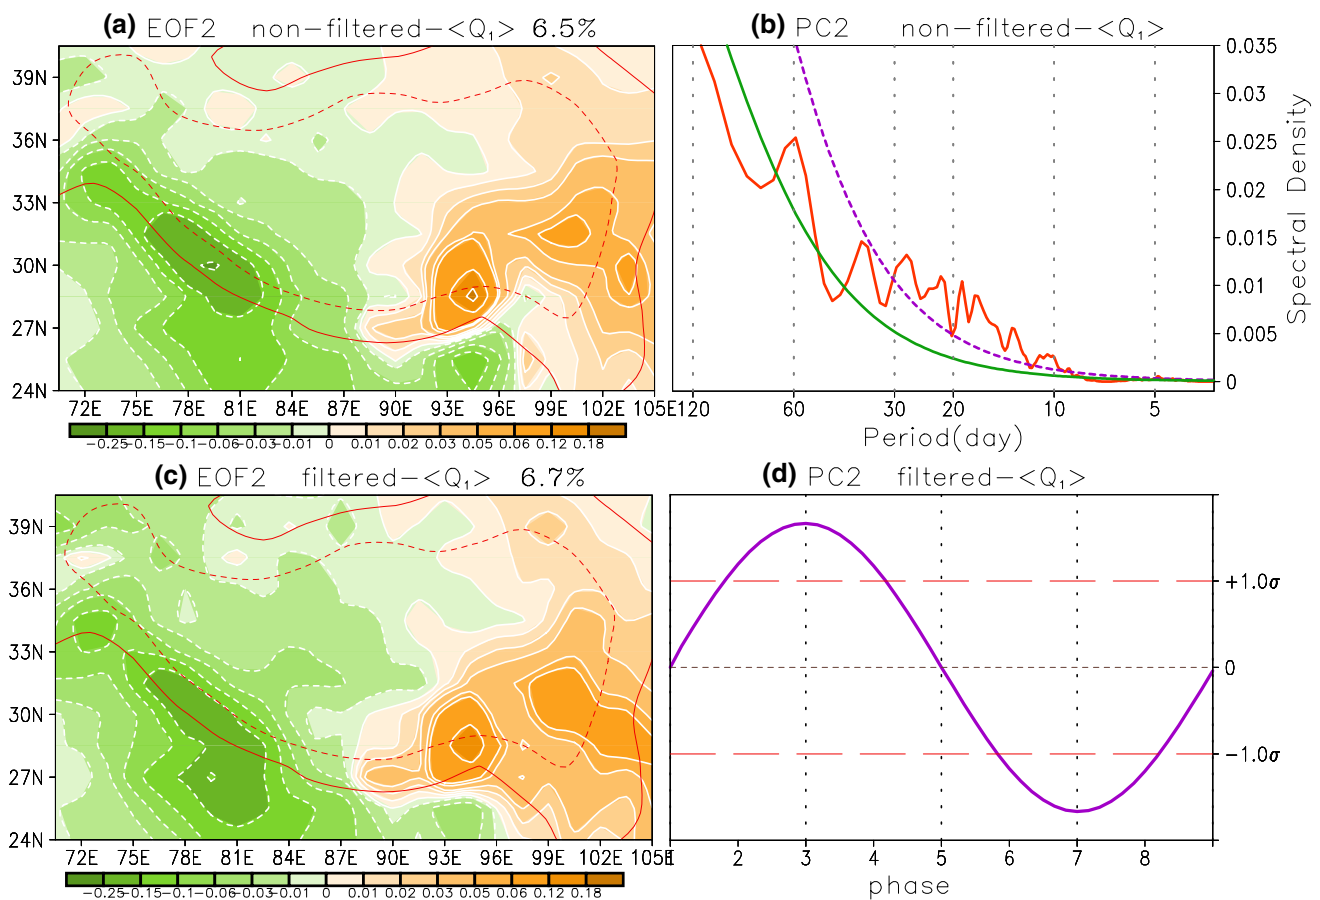 (a) EOF2 non-filtered-<Q₁> 6.5%
39N
36N
33N
30N
27N
24N
72E 75E 78E 81E 84E 87E 90E 93E 96E 99E 102E 105E
-0.25 -0.15 -0.1 -0.06 -0.03 -0.01 0 0.01 0.02 0.03 0.05 0.06 0.12 0.18
(b) PC2 non-filtered-<Q₁>
0.035
0.03
0.025
0.02
0.015
0.01
0.005
0
Spectral Density
120 60 30 20 10 5
Period(day)
(c) EOF2 filtered-<Q₁> 6.7%
39N
36N
33N
30N
27N
24N
72E 75E 78E 81E 84E 87E 90E 93E 96E 99E 102E 105E
-0.25 -0.15 -0.1 -0.06 -0.03 -0.01 0 0.01 0.02 0.03 0.05 0.06 0.12 0.18
(d) PC2 filtered-<Q₁>
+1.0σ
0
-1.0σ
1 2 3 4 5 6 7 8
phase